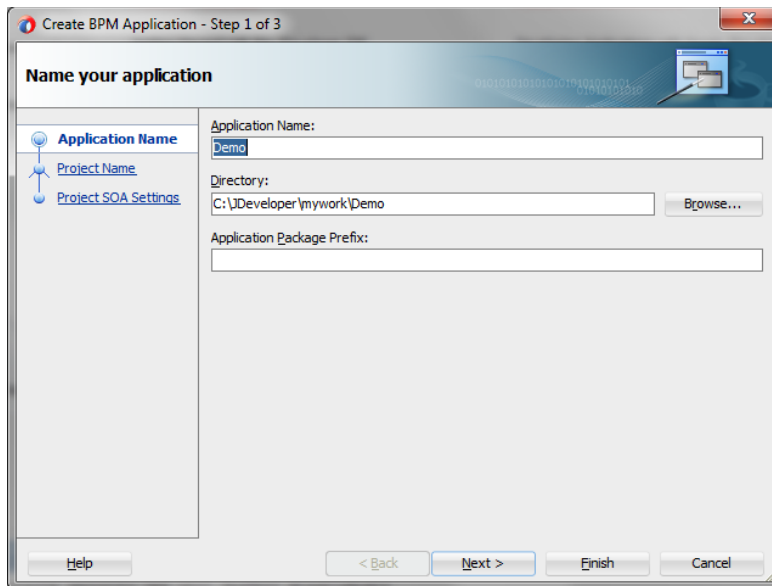 Create BPM Application - Step 1 of 3
Name your application
Application Name
Project Name
Project SOA Settings
Application Name:
Demo
Directory:
C:\JDeveloper\mywork\Demo
Browse...
Application Package Prefix:
Help
< Back
Next >
Finish
Cancel